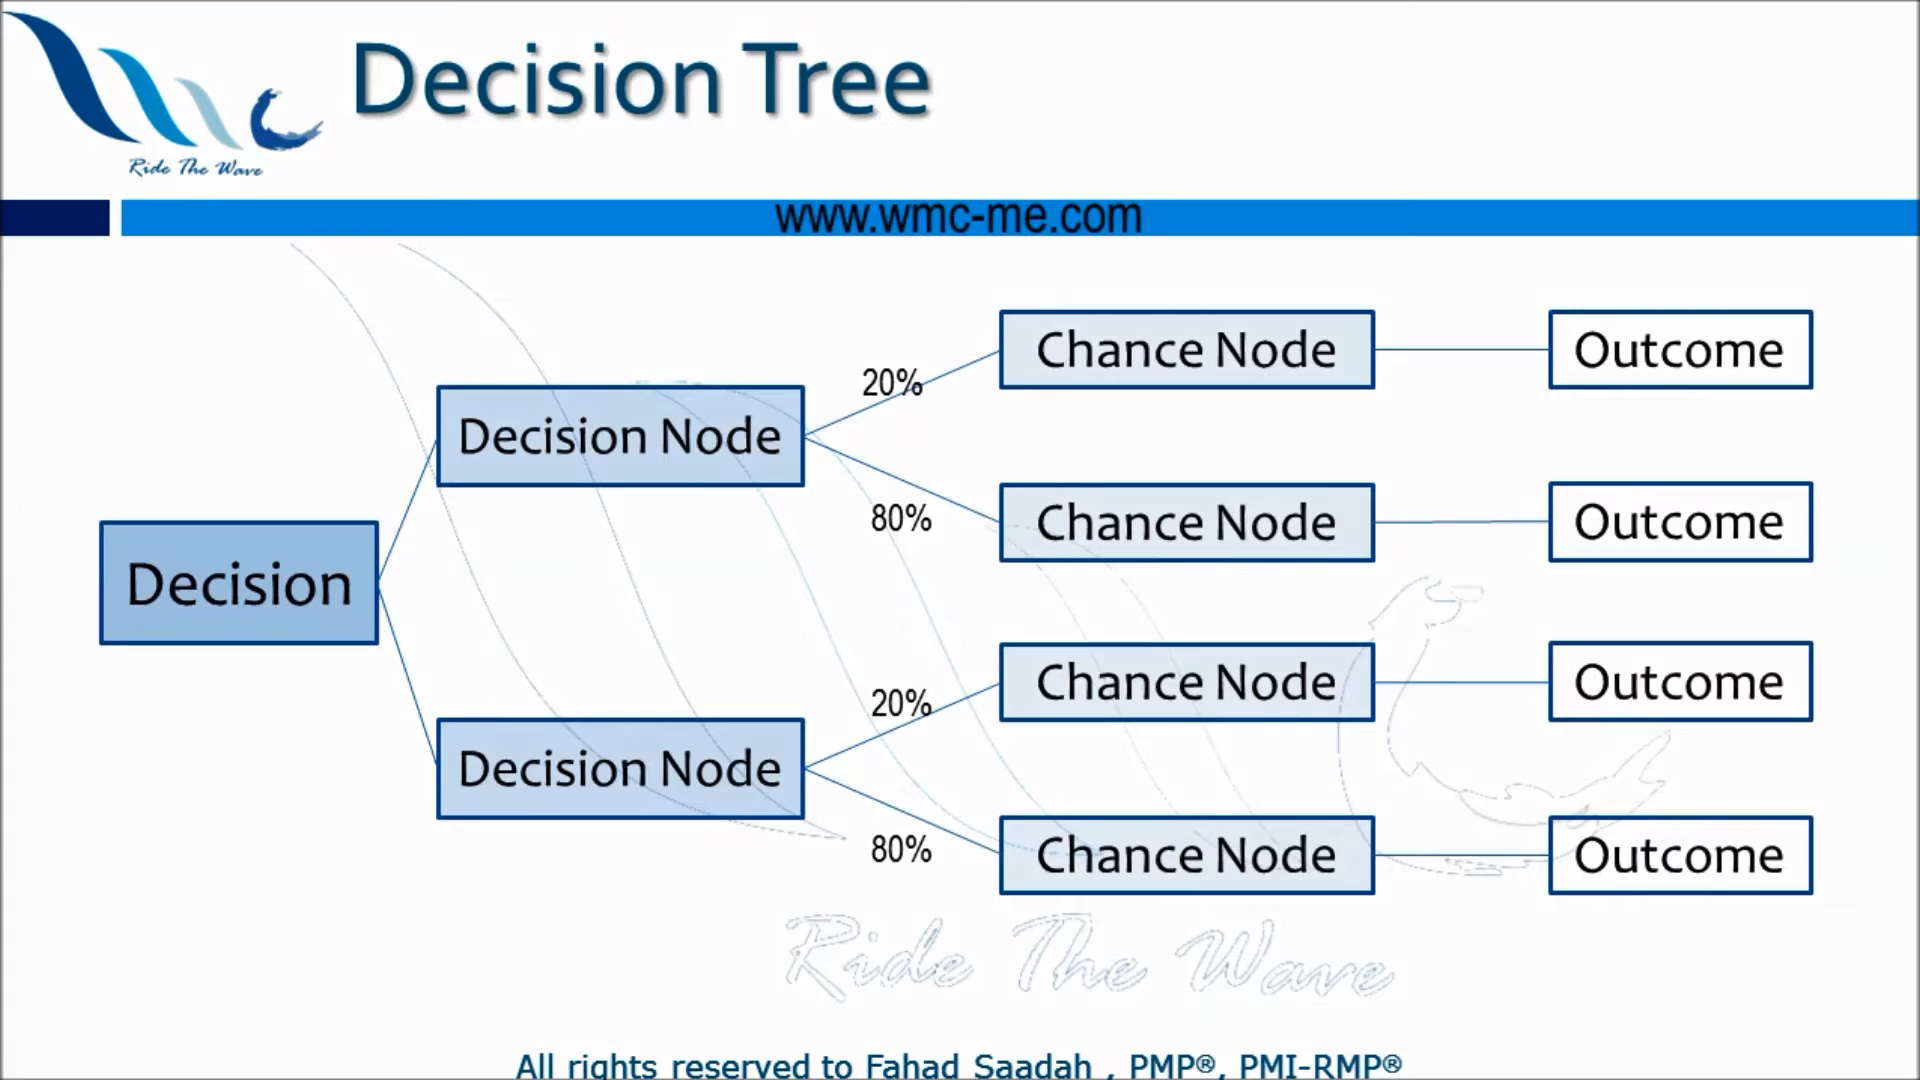 Decision Tree
Ride The Wave
www.wmc-me.com
Chance Node
Outcome
20%
Decision Node
80%
Chance Node
Outcome
Decision
20%
Chance Node
Outcome
Decision Node
80%
Chance Node
Outcome
Ride The Wave
All rights reserved to Fahad Saadah , PMP®, PMI-RMP®